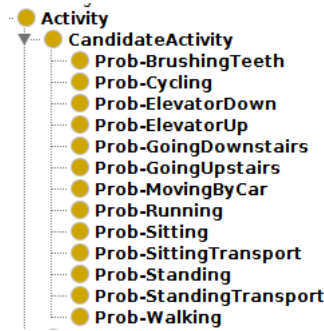 Activity
CandidateActivity
Prob-BrushingTeeth
Prob-Cycling
Prob-ElevatorDown
Prob-ElevatorUp
Prob-GoingDownstairs
Prob-GoingUpstairs
Prob-MovingByCar
Prob-Running
Prob-Sitting
Prob-SittingTransport
Prob-Standing
Prob-StandingTransport
Prob-Walking